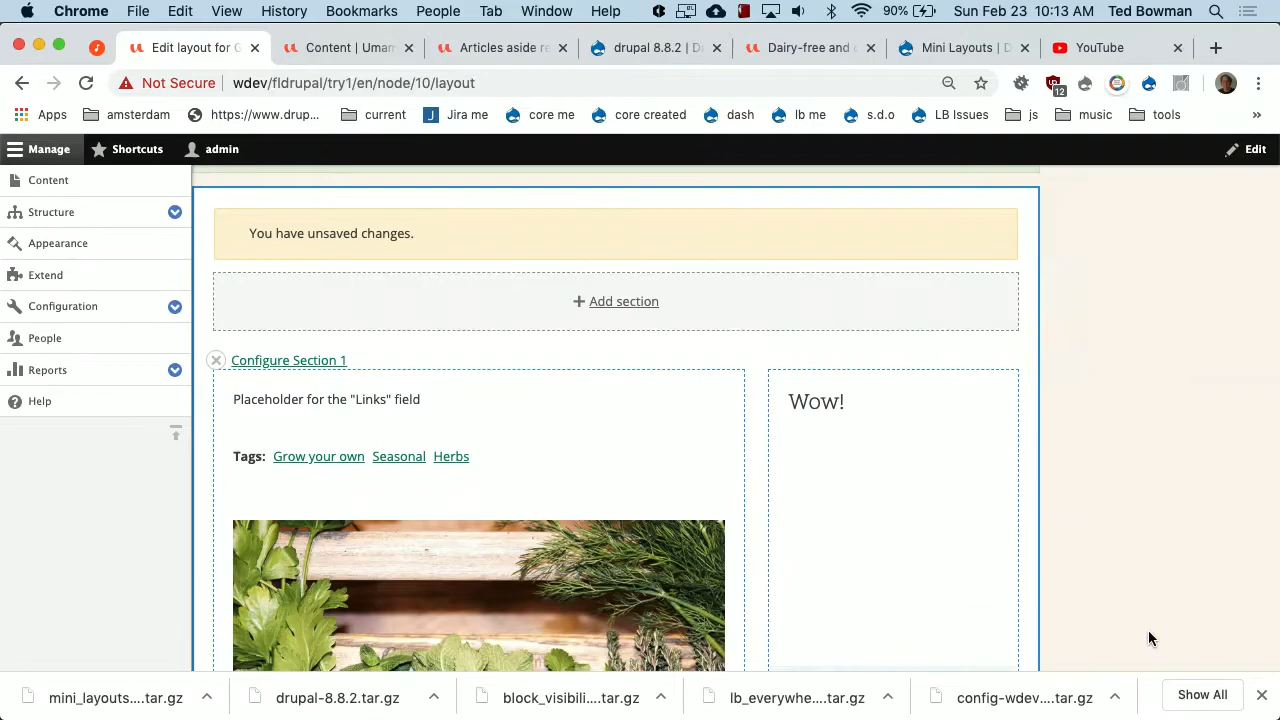 Chrome File Edit View History Bookmarks People Tab Window Help 90% Sun Feb 23 10:13 AM Ted Bowman
Edit layout for G Content | Umam Articles aside re drupal 8.8.2 | D Dairy-free and Mini Layouts | D YouTube
Not Secure wdev/fldrupal/try1/en/node/10/layout
12
Apps amsterdam https://www.drup... current Jira me core me core created dash lb me s.d.o LB Issues js music tools »
Manage Shortcuts admin Edit
Content
Structure
Appearance
Extend
Configuration
People
Reports
Help
You have unsaved changes.
+ Add section
Configure Section 1
Placeholder for the "Links" field
Wow!
Tags: Grow your own Seasonal Herbs
mini_layouts....tar.gz drupal-8.8.2.tar.gz block_visibili....tar.gz lb_everywhe....tar.gz config-wdev....tar.gz Show All